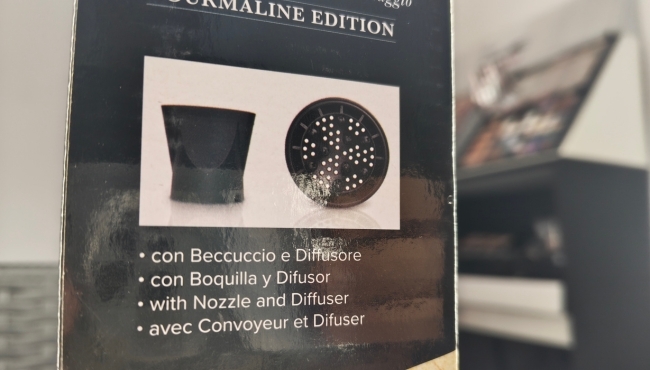 OURMALINE EDITION
• con Beccuccio e Diffusore
• con Boquilla y Difusor
• with Nozzle and Diffuser
• avec Convoyeur et Difuser